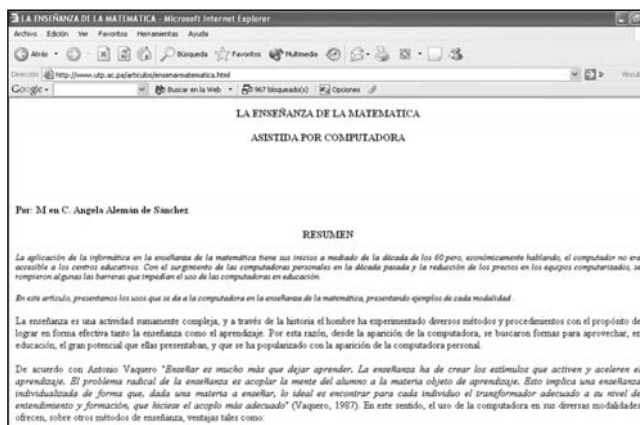 LA ENSEÑANZA DE LA MATEMATICA - Microsoft Internet Explorer
Archivo Edición Ver Favoritos Herramientas Ayuda
Atrás Búsqueda Favoritos Multimedia
Dirección http://www.utp.ac.pa/articulos/ensenarmatematica.html Ir
Google Buscar en la Web 967 bloqueado(s) Opciones
LA ENSEÑANZA DE LA MATEMATICA
ASISTIDA POR COMPUTADORA
Por: M en C. Angela Alemán de Sánchez
RESUMEN
La aplicación de la informática en la enseñanza de la matemática tiene sus inicios a mediado de la década de los 60 pero, económicamente hablando, el computador no era
accesible a los centros educativos. Con el surgimiento de las computadoras personales en la década pasada y la reducción de los precios en los equipos computarizados, se
rompieron algunas las barreras que impedían el uso de las computadoras en educación.
En este artículo, presentamos los usos que se da a la computadora en la enseñanza de la matemática, presentando ejemplos de cada modalidad.
La enseñanza es una actividad sumamente compleja, y a través de la historia el hombre ha experimentado diversos métodos y procedimientos con el propósito de
lograr en forma efectiva tanto la enseñanza como el aprendizaje. Por esta razón, desde la aparición de la computadora, se buscaron formas para aprovechar, en
educación, el gran potencial que ellas presentaban, y que se ha popularizado con la aparición de la computadora personal.
De acuerdo con Antonio Vaquero "Enseñar es mucho más que dejar aprender. La enseñanza ha de crear los estímulos que activen y aceleren el
aprendizaje. El problema radical de la enseñanza es acoplar la mente del alumno a la materia objeto de aprendizaje. Esto implica una enseñanza
individualizada de forma que, dada una materia a enseñar, lo ideal es encontrar para cada individuo el transformador adecuado a su nivel de
entendimiento y formación, que hiciese el acoplo más adecuado" (Vaquero, 1987). En este sentido, el uso de la computadora en sus diversas modalidades
ofrecen, sobre otros métodos de enseñanza, ventajas tales como: